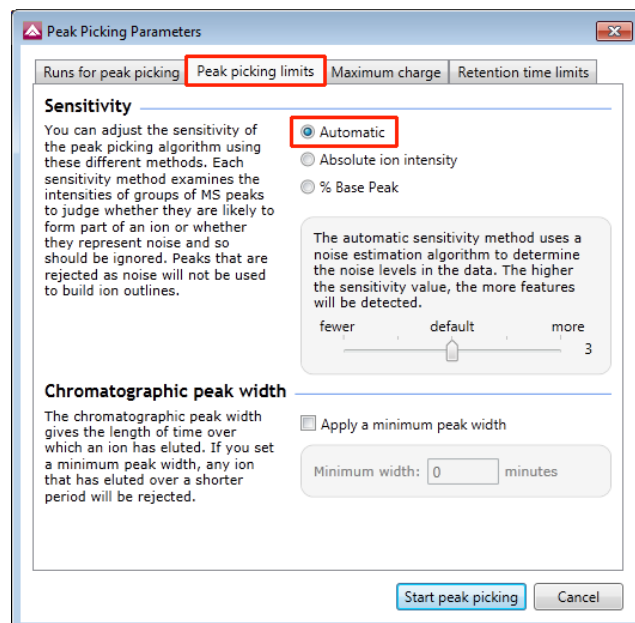 Peak Picking Parameters
Runs for peak picking Peak picking limits Maximum charge Retention time limits
Sensitivity
You can adjust the sensitivity of
the peak picking algorithm using
these different methods. Each
sensitivity method examines the
intensities of groups of MS peaks
to judge whether they are likely to
form part of an ion or whether
they represent noise and so
should be ignored. Peaks that are
rejected as noise will not be used
to build ion outlines.
Automatic
Absolute ion intensity
% Base Peak
The automatic sensitivity method uses a
noise estimation algorithm to determine
the noise levels in the data. The higher
the sensitivity value, the more features
will be detected.
fewer default more
3
Chromatographic peak width
The chromatographic peak width
gives the length of time over
which an ion has eluted. If you set
a minimum peak width, any ion
that has eluted over a shorter
period will be rejected.
Apply a minimum peak width
Minimum width: 0 minutes
Start peak picking Cancel